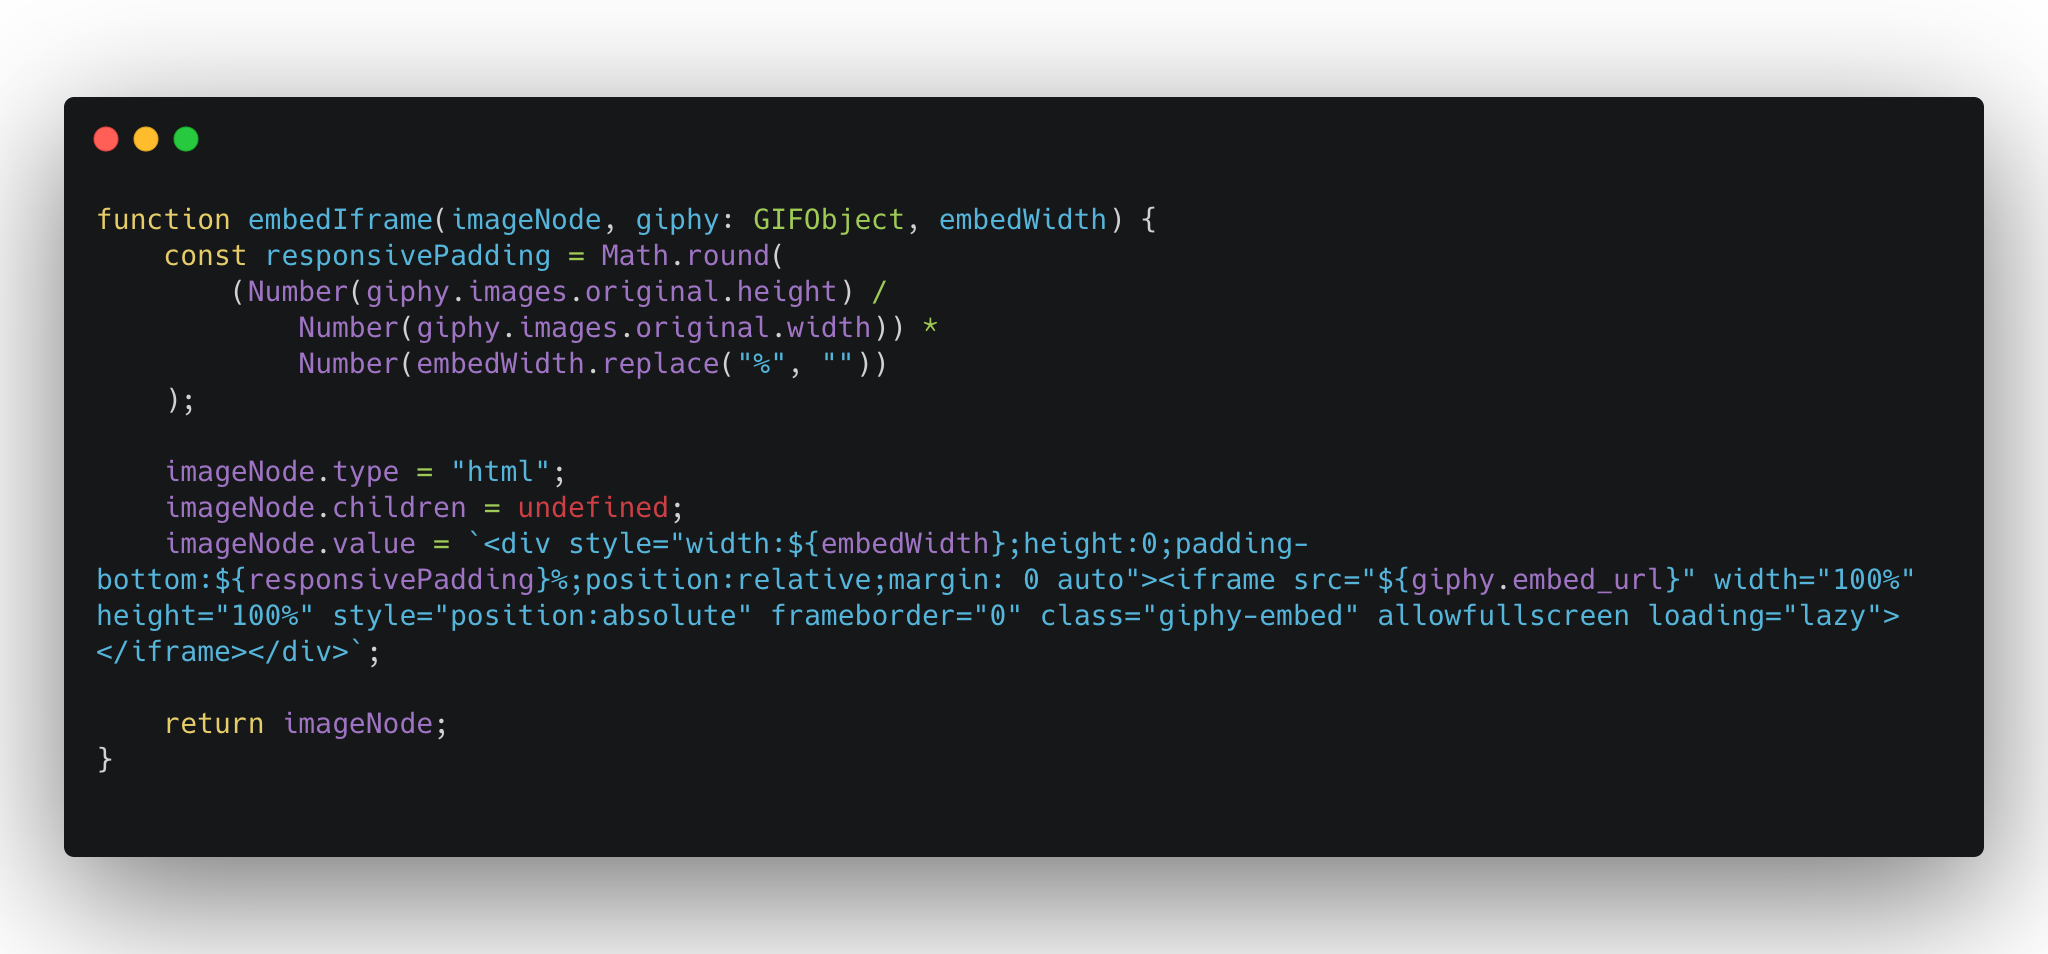 function embedIframe(imageNode, giphy: GIFObject, embedWidth) {
    const responsivePadding = Math.round(
        (Number(giphy.images.original.height) /
            Number(giphy.images.original.width)) *
            Number(embedWidth.replace("%", ""))
    );

    imageNode.type = "html";
    imageNode.children = undefined;
    imageNode.value = `<div style="width:${embedWidth};height:0;padding-
bottom:${responsivePadding}%;position:relative;margin: 0 auto"><iframe src="${giphy.embed_url}" width="100%"
height="100%" style="position:absolute" frameborder="0" class="giphy-embed" allowfullscreen loading="lazy">
</iframe></div>`;

    return imageNode;
}